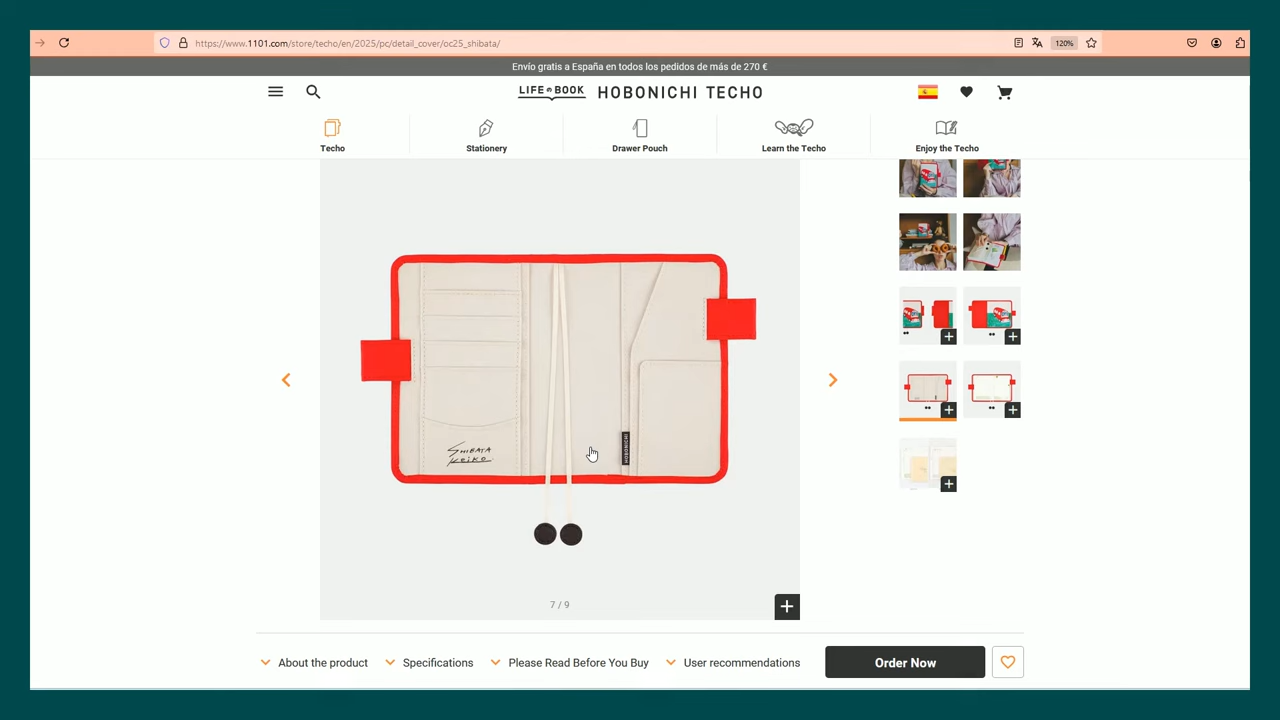 https://www.1101.com/store/techo/en/2025/pc/detail_cover/oc25_shibata/
120%
Envío gratis a España en todos los pedidos de más de 270 €
LIFE BOOK HOBONICHI TECHO
Techo
Stationery
Drawer Pouch
Learn the Techo
Enjoy the Techo
SHIBATA
Keiko.
HOBONICHI
7 / 9
About the product
Specifications
Please Read Before You Buy
User recommendations
Order Now